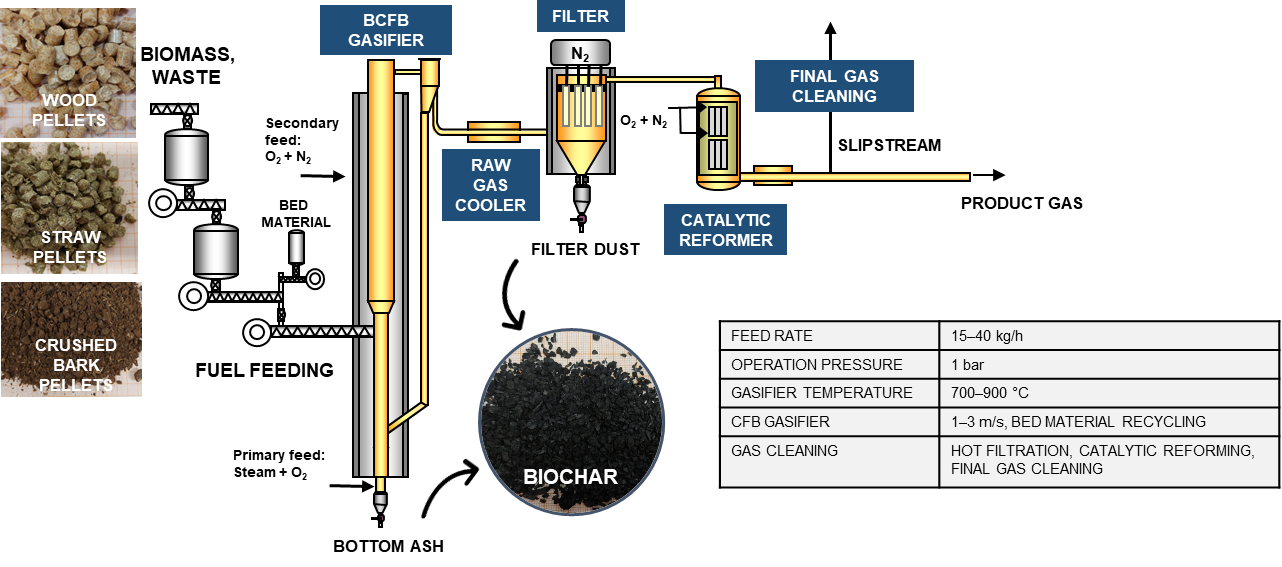 WOOD
PELLETS
STRAW
PELLETS
CRUSHED
BARK
PELLETS
BIOMASS,
WASTE
BED
MATERIAL
FUEL FEEDING
BCFB
GASIFIER
Secondary
feed:
O₂ + N₂
Primary feed:
Steam + O₂
BOTTOM ASH
RAW
GAS
COOLER
FILTER
N₂
FILTER DUST
BIOCHAR
O₂ + N₂
CATALYTIC
REFORMER
FINAL GAS
CLEANING
SLIPSTREAM
PRODUCT GAS
FEED RATE 15–40 kg/h
OPERATION PRESSURE 1 bar
GASIFIER TEMPERATURE 700–900 °C
CFB GASIFIER 1–3 m/s, BED MATERIAL RECYCLING
GAS CLEANING HOT FILTRATION, CATALYTIC REFORMING,
FINAL GAS CLEANING